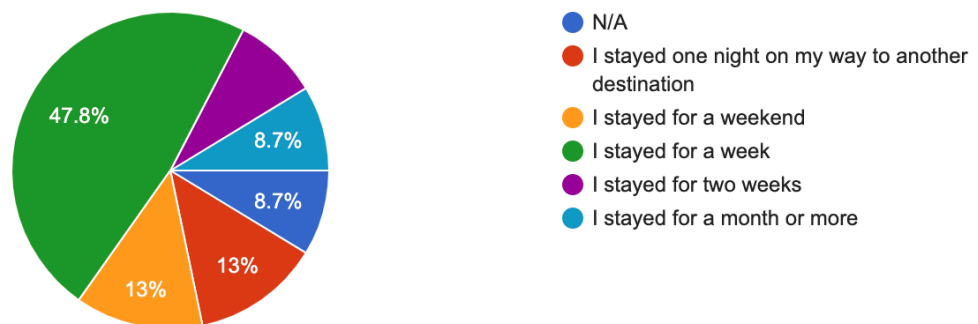 N/A
I stayed one night on my way to another
destination
I stayed for a weekend
I stayed for a week
I stayed for two weeks
I stayed for a month or more
47.8%
8.7%
8.7%
13%
13%